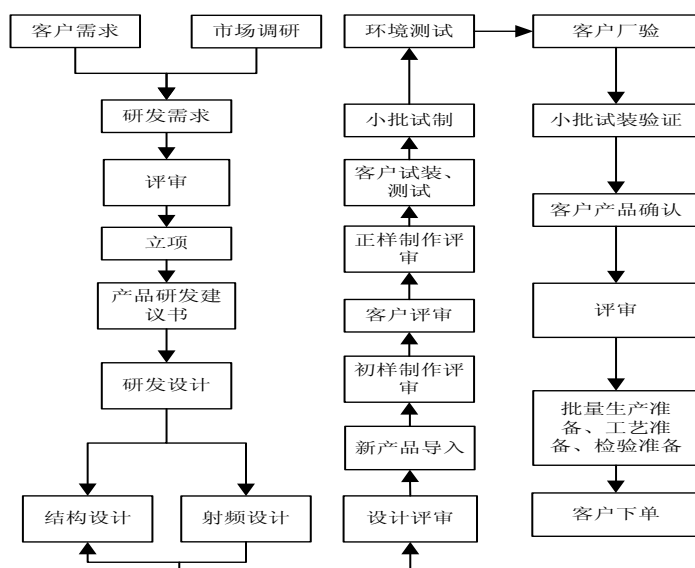 客户需求
市场调研
研发需求
评审
立项
产品研发建
议书
研发设计
结构设计
射频设计
设计评审
新产品导入
初样制作评
审
客户评审
正样制作评
审
客户试装、
测试
小批试制
环境测试
客户厂验
小批试装验证
客户产品确认
评审
批量生产准
备、工艺准
备、检验准备
客户下单